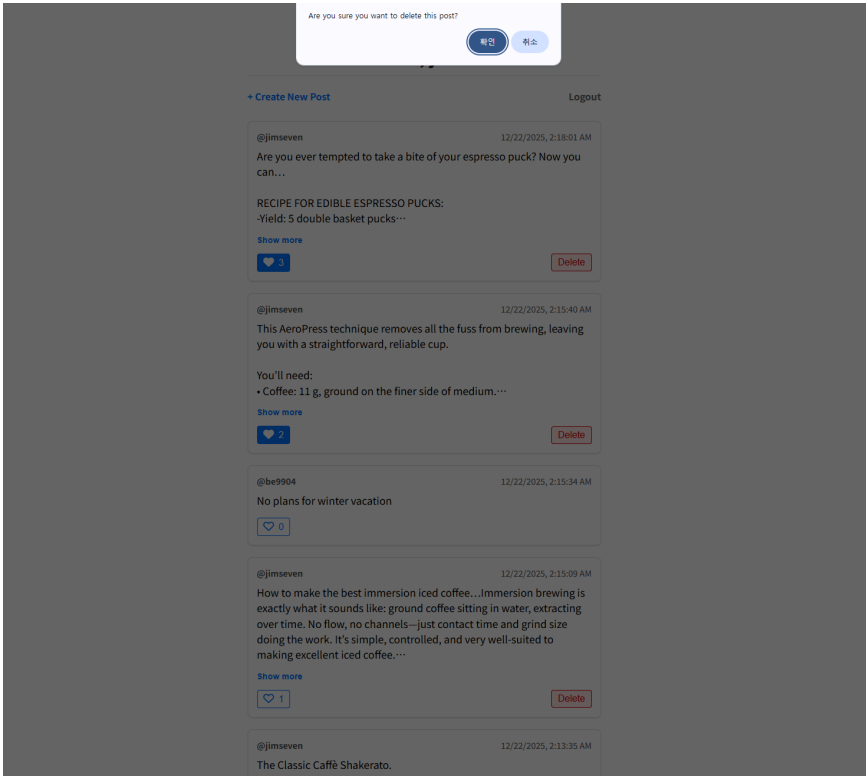 Are you sure you want to delete this post?
확인 취소
+ Create New Post Logout
@jimseven 12/22/2025, 2:18:01 AM
Are you ever tempted to take a bite of your espresso puck? Now you
can…
RECIPE FOR EDIBLE ESPRESSO PUCKS:
-Yield: 5 double basket pucks…
Show more
3 Delete
@jimseven 12/22/2025, 2:15:40 AM
This AeroPress technique removes all the fuss from brewing, leaving
you with a straightforward, reliable cup.
You'll need:
• Coffee: 11 g, ground on the finer side of medium.…
Show more
2 Delete
@be9904 12/22/2025, 2:15:34 AM
No plans for winter vacation
0
@jimseven 12/22/2025, 2:15:09 AM
How to make the best immersion iced coffee…Immersion brewing is
exactly what it sounds like: ground coffee sitting in water, extracting
over time. No flow, no channels—just contact time and grind size
doing the work. It's simple, controlled, and very well-suited to
making excellent iced coffee.…
Show more
1 Delete
@jimseven 12/22/2025, 2:13:35 AM
The Classic Caffè Shakerato.